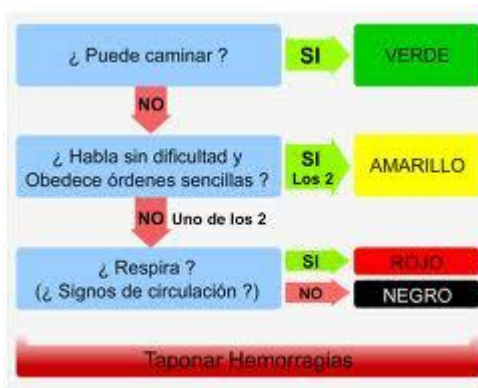 ¿ Puede caminar ?
SI
VERDE
NO
¿ Habla sin dificultad y
Obedece órdenes sencillas ?
SI
Los 2
AMARILLO
NO Uno de los 2
¿ Respira ?
(¿ Signos de circulación ?)
SI
ROJO
NO
NEGRO
Taponar Hemorragias